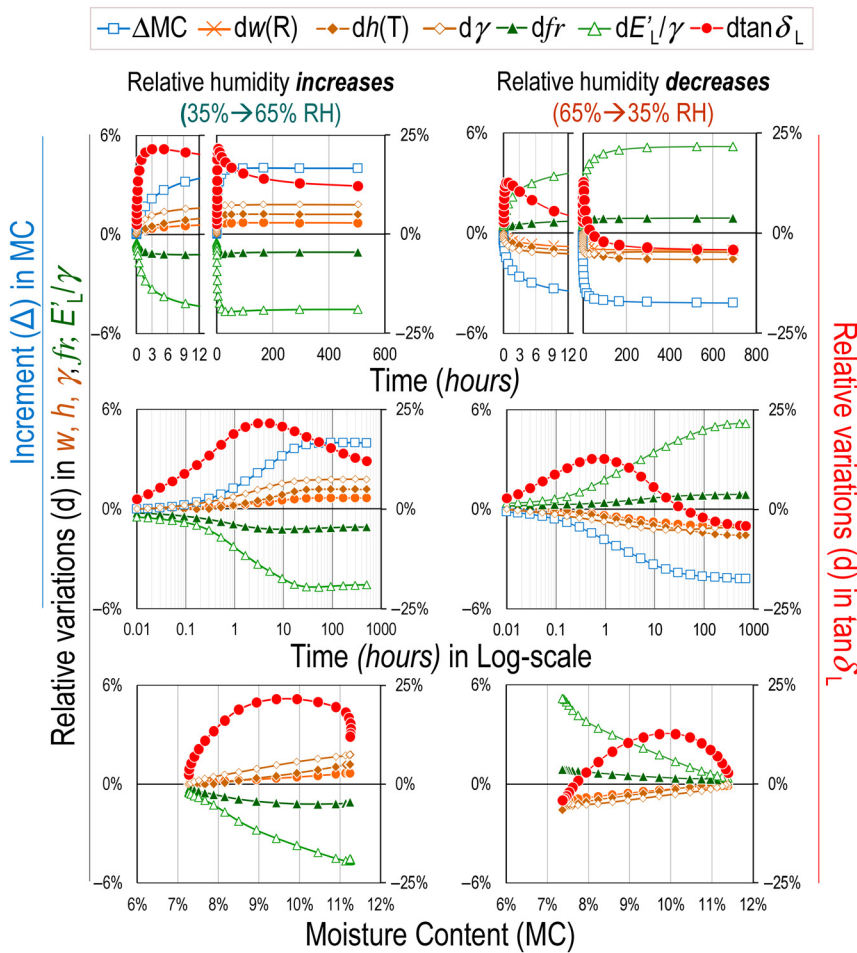 ΔMC dw(R) dh(T) dγ dfr dE'L/γ dtanδL
Relative humidity increases
(35%→65% RH)
Relative humidity decreases
(65%→35% RH)
Increment (Δ) in MC
Relative variations (d) in w, h, γ, fr, E'L/γ
Relative variations (d) in tanδL
6%
0%
–6%
25%
0%
–25%
0 3 6 9 12 0 100 200 300 400 500 600
6%
0%
–6%
25%
0%
–25%
0 3 6 9 12 0 200 400 600 800
Time (hours)
6%
0%
–6%
25%
0%
–25%
0.01 0.1 1 10 100 1000
6%
0%
–6%
25%
0%
–25%
0.01 0.1 1 10 100 1000
Time (hours) in Log-scale
6%
0%
–6%
25%
0%
–25%
6% 7% 8% 9% 10% 11% 12%
6%
0%
–6%
25%
0%
–25%
6% 7% 8% 9% 10% 11% 12%
Moisture Content (MC)